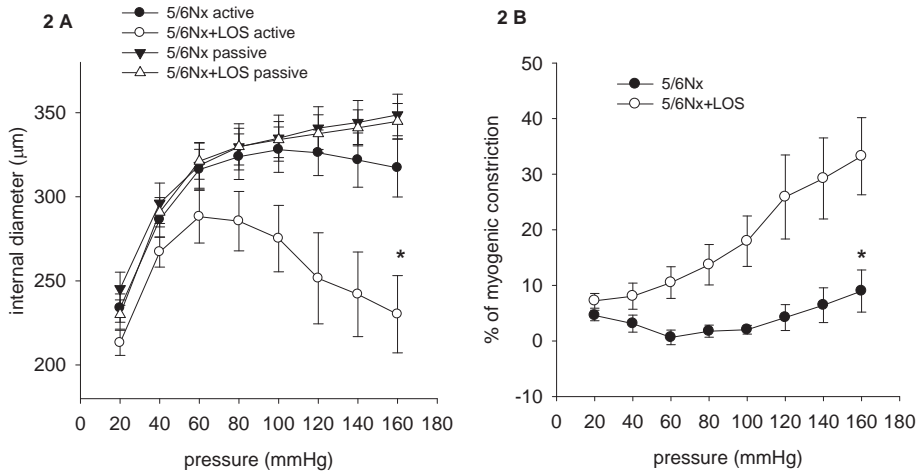 2 A
5/6Nx active
5/6Nx+LOS active
5/6Nx passive
5/6Nx+LOS passive
350
300
250
200
internal diameter (μm)
*
0 20 40 60 80 100 120 140 160 180
pressure (mmHg)
2 B
5/6Nx
5/6Nx+LOS
50
40
30
20
10
0
-10
% of myogenic constriction
*
0 20 40 60 80 100 120 140 160 180
pressure (mmHg)